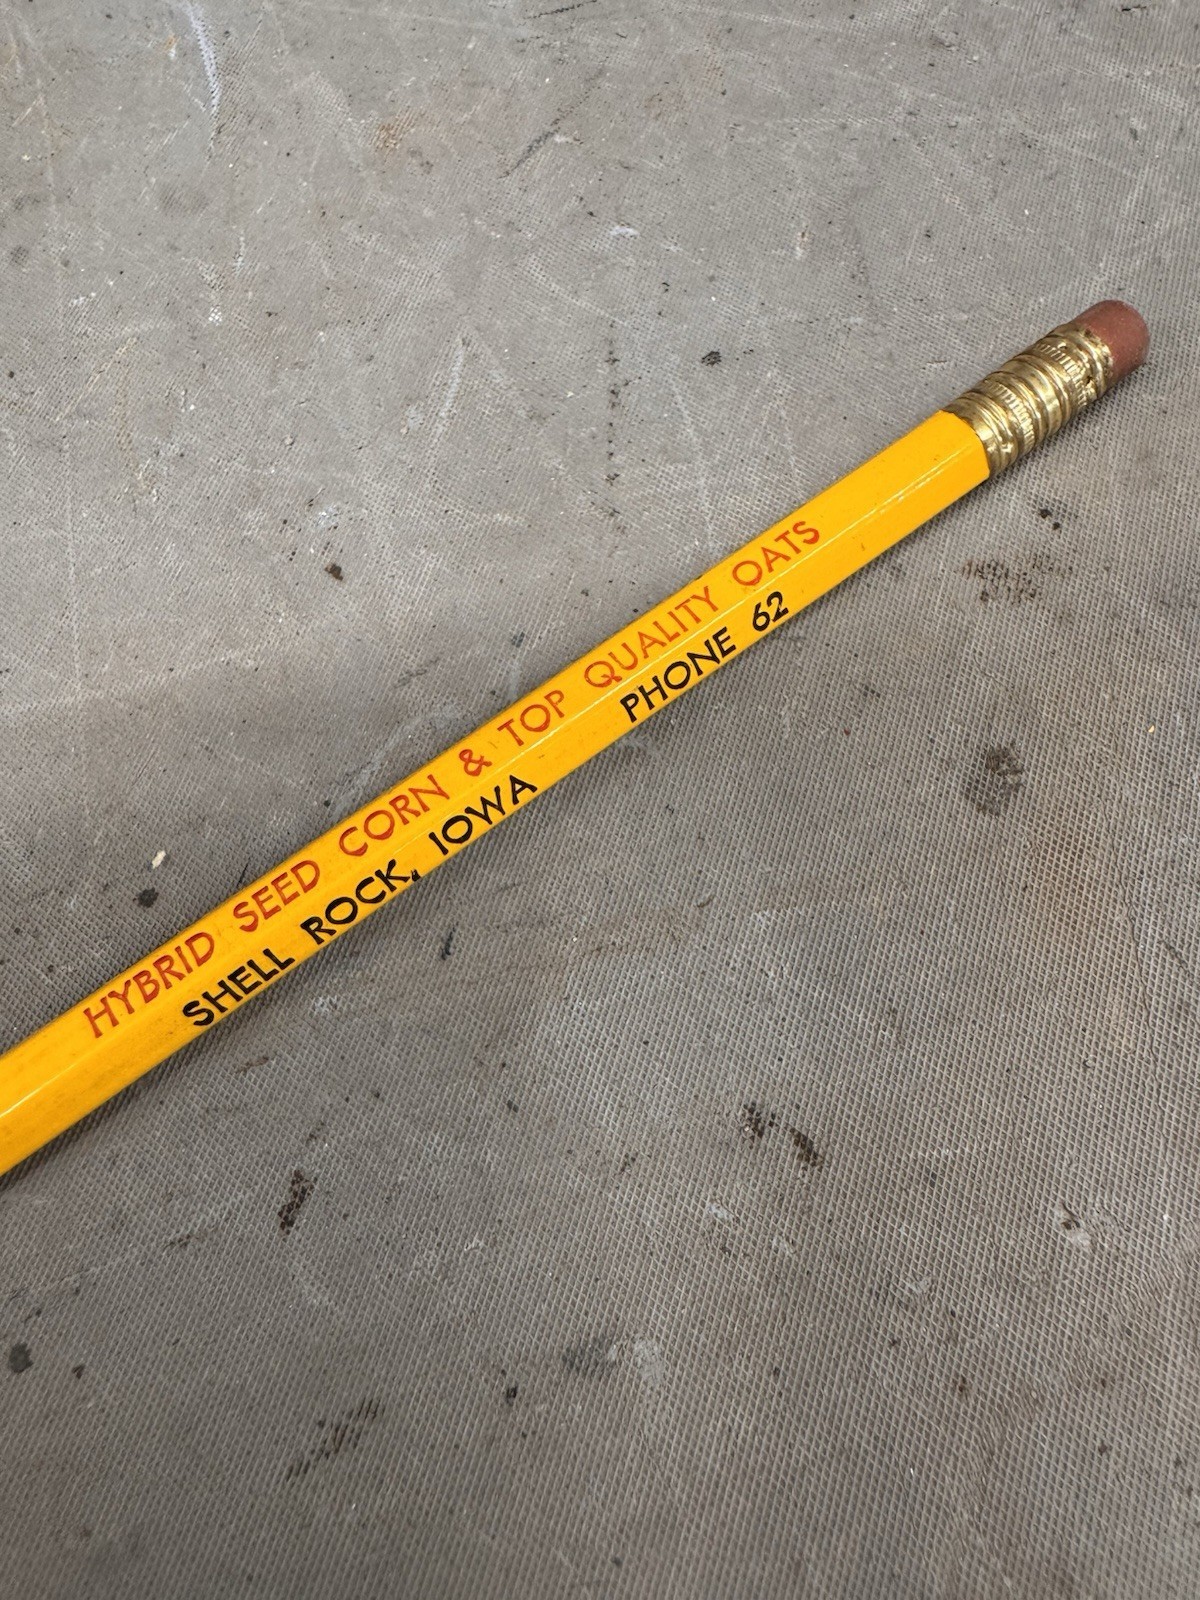 HYBRID SEED CORN & TOP QUALITY OATS
SHELL ROCK, IOWA PHONE 62